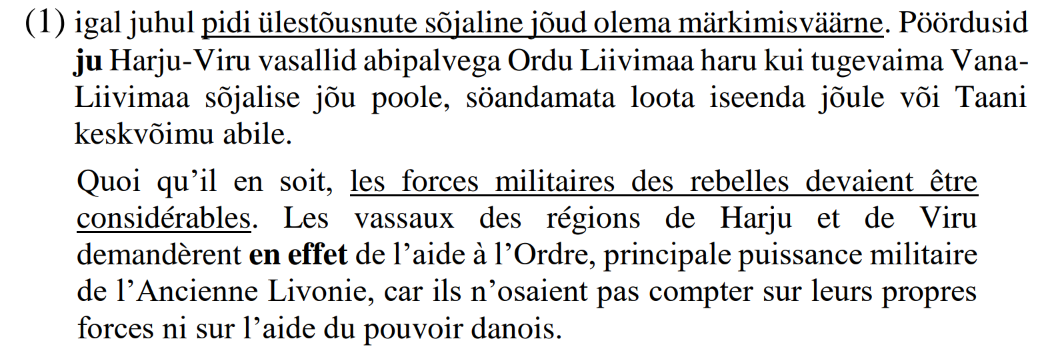 (1) igal juhul pidi ülestõusnute sõjaline jõud olema märkimisväärne. Pöördusid
ju Harju-Viru vasallid abipalvega Ordu Liivimaa haru kui tugevaima Vana-
Liivimaa sõjalise jõu poole, söandamata loota iseenda jõule või Taani
keskvõimu abile.
Quoi qu’il en soit, les forces militaires des rebelles devaient être
considérables. Les vassaux des régions de Harju et de Viru
demandèrent en effet de l’aide à l’Ordre, principale puissance militaire
de l’Ancienne Livonie, car ils n’osaient pas compter sur leurs propres
forces ni sur l’aide du pouvoir danois.